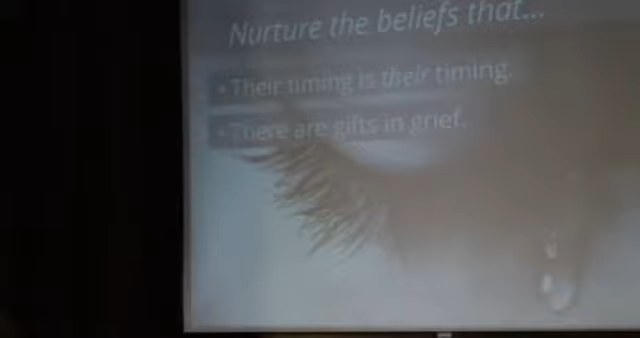 Nurture the beliefs that...
• Their timing is their timing.
• There are gifts in grief.